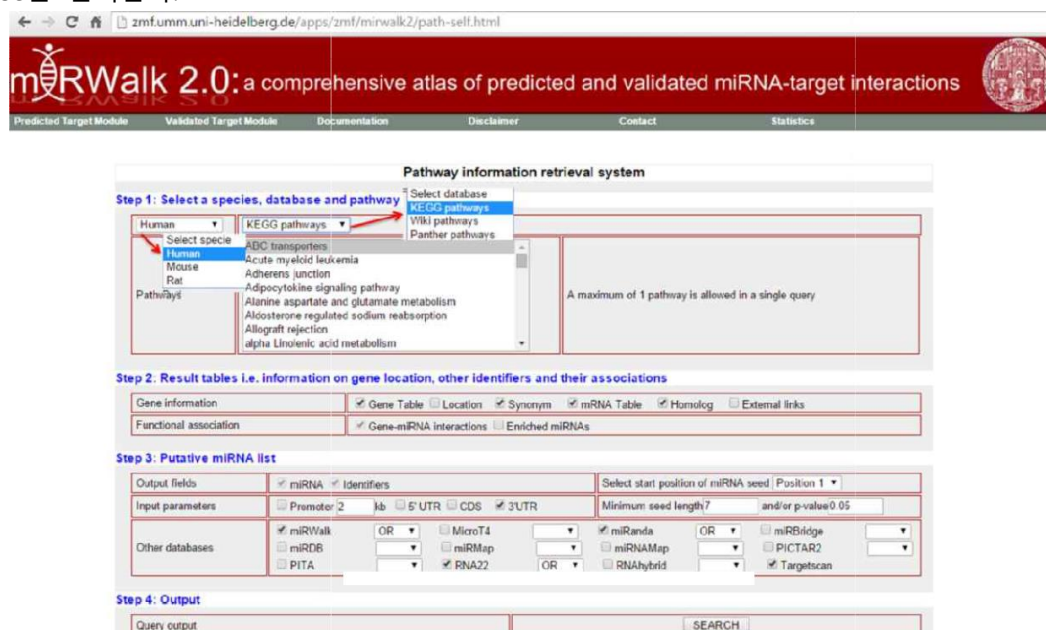 zmf.umm.uni-heidelberg.de/apps/zmf/mirwalk2/path-self.html
miRWalk 2.0: a comprehensive atlas of predicted and validated miRNA-target interactions
Predicted Target Module Validated Target Module Documentation Disclaimer Contact Statistics
Pathway information retrieval system
Step 1: Select a species, database and pathway
Select database
KEGG pathways
Wiki pathways
Panther pathways
Human KEGG pathways
Select specie
Human
Mouse
Rat
Pathways
ABC transporters
Acute myeloid leukemia
Adherens junction
Adipocytokine signaling pathway
Alanine aspartate and glutamate metabolism
Aldosterone regulated sodium reabsorption
Allograft rejection
alpha Linolenic acid metabolism
A maximum of 1 pathway is allowed in a single query
Step 2: Result tables i.e. information on gene location, other identifiers and their associations
Gene information Gene Table Location Synonym mRNA Table Homolog External links
Functional association Gene-miRNA interactions Enriched miRNAs
Step 3: Putative miRNA list
Output fields miRNA Identifiers Select start position of miRNA seed Position 1
Input parameters Promoter 2 kb 5' UTR CDS 3'UTR Minimum seed length 7 and/or p-value 0.05
Other databases
miRWalk OR MicroT4 miRanda OR miRBridge
miRDB miRMap miRNAMap PICTAR2
PITA RNA22 OR RNAhybrid Targetscan
Step 4: Output
Query output SEARCH